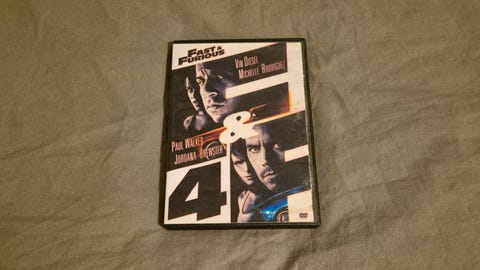 FAST &
FURIOUS
VIN DIESEL
MICHELLE RODRIGUEZ
&
PAUL WALKER
JORDANA BREWSTER
4
DVD